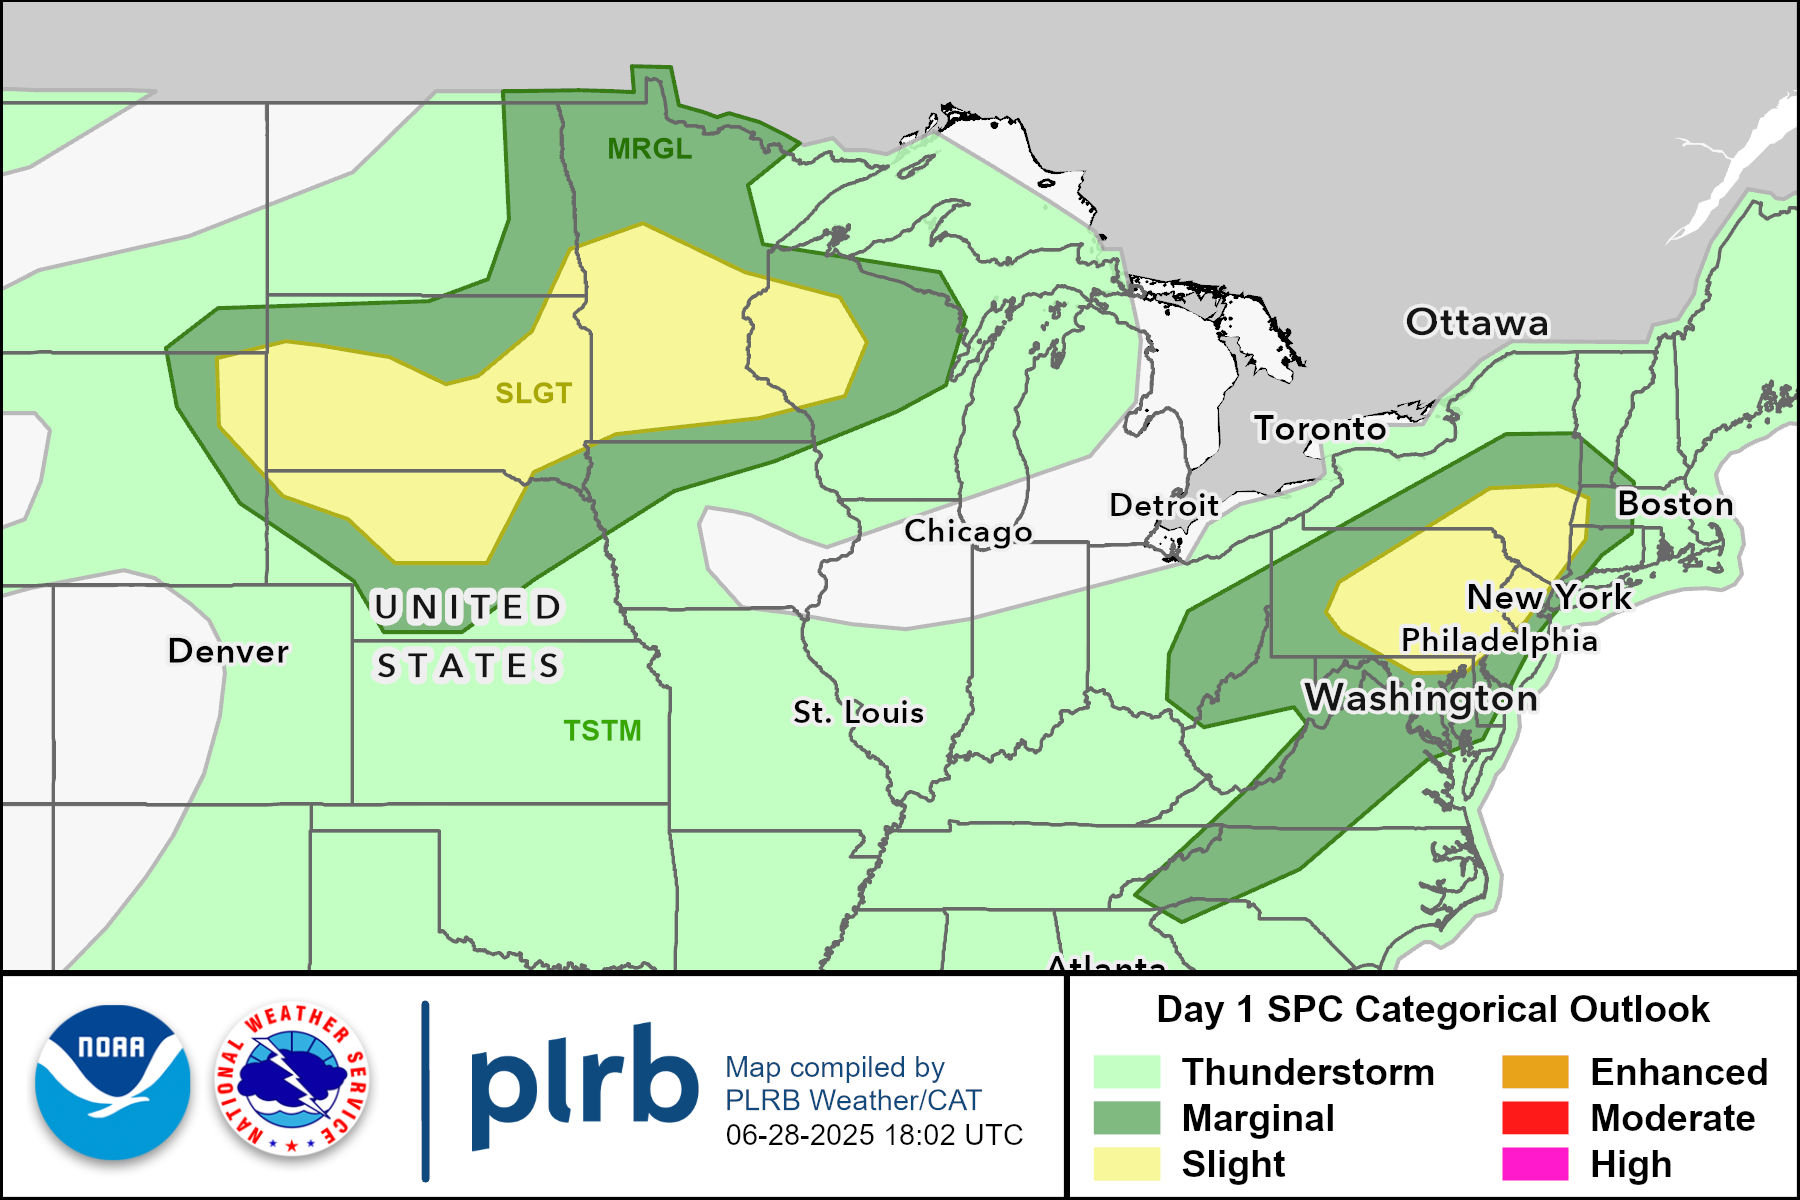 MRGL
Ottawa
SLGT
Toronto
Detroit
Boston
Chicago
New York
UNITED
Philadelphia
Denver
STATES
Washington
St. Louis
TSTM
Atlanta
NOAA
NATIONAL WEATHER SERVICE
plrb
Map compiled by
PLRB Weather/CAT
06-28-2025 18:02 UTC
Day 1 SPC Categorical Outlook
Thunderstorm
Enhanced
Marginal
Moderate
Slight
High